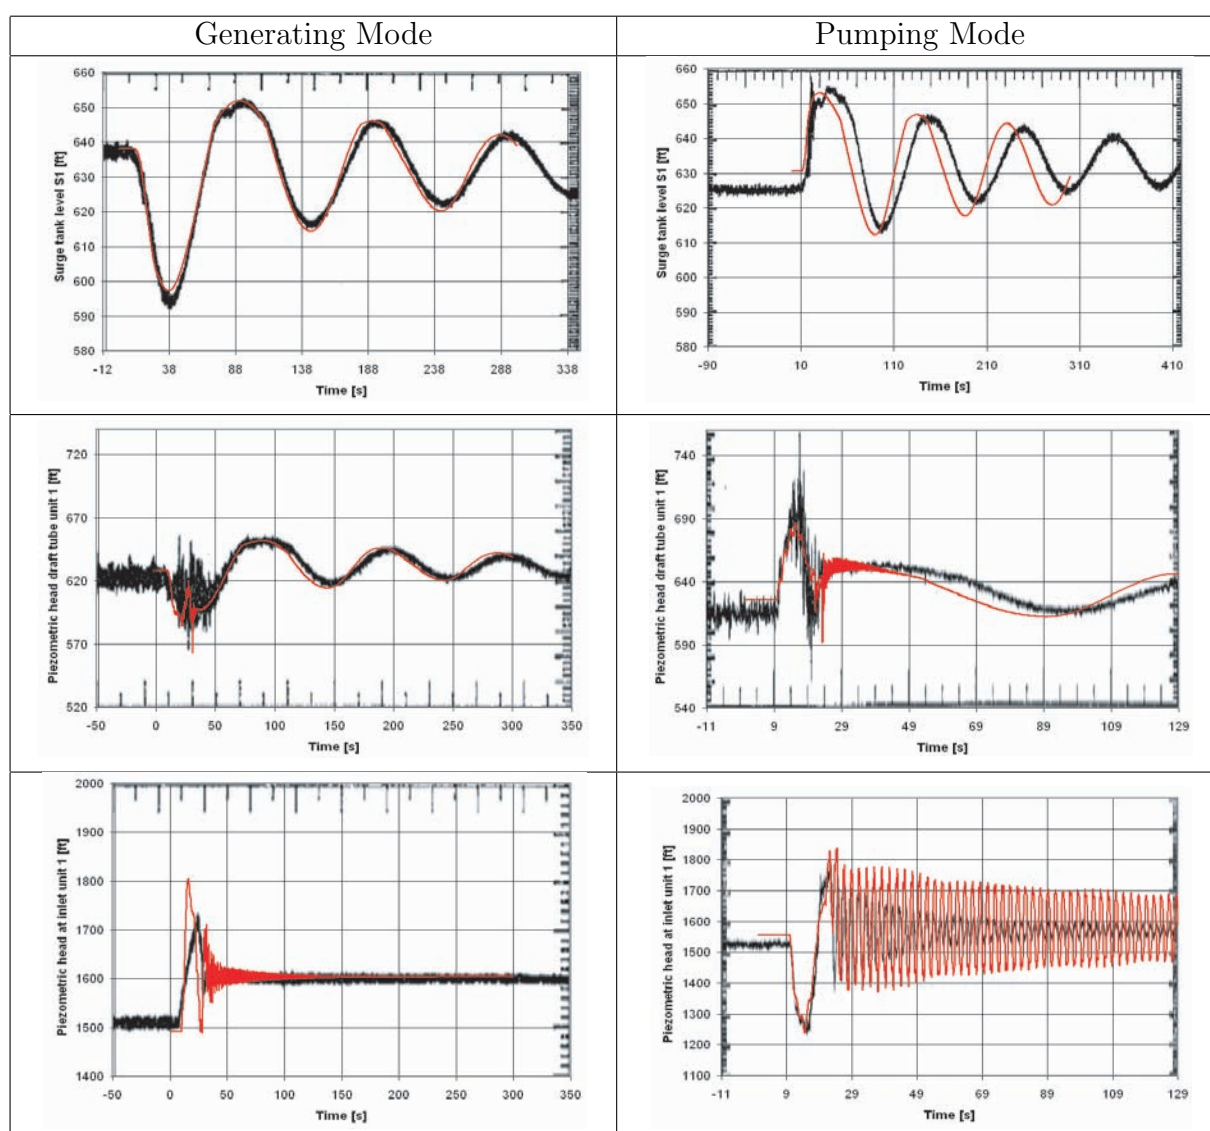 Generating Mode
Pumping Mode
660
650
640
630
620
610
600
590
580
-12 38 88 138 188 238 288 338
Surge tank level S1 [ft]
Time [s]
660
650
640
630
620
610
600
590
580
-90 10 110 210 310 410
Surge tank level S1 [ft]
Time [s]
720
670
620
570
520
-50 0 50 100 150 200 250 300 350
Piezometric head draft tube unit 1 [ft]
Time [s]
740
690
640
590
540
-11 9 29 49 69 89 109 129
Piezometric head draft tube unit 1 [ft]
Time [s]
2000
1900
1800
1700
1600
1500
1400
-50 0 50 100 150 200 250 300 350
Piezometric head at inlet unit 1 [ft]
Time [s]
2000
1900
1800
1700
1600
1500
1400
1300
1200
1100
-11 9 29 49 69 89 109 129
Piezometric head at inlet unit 1 [ft]
Time [s]